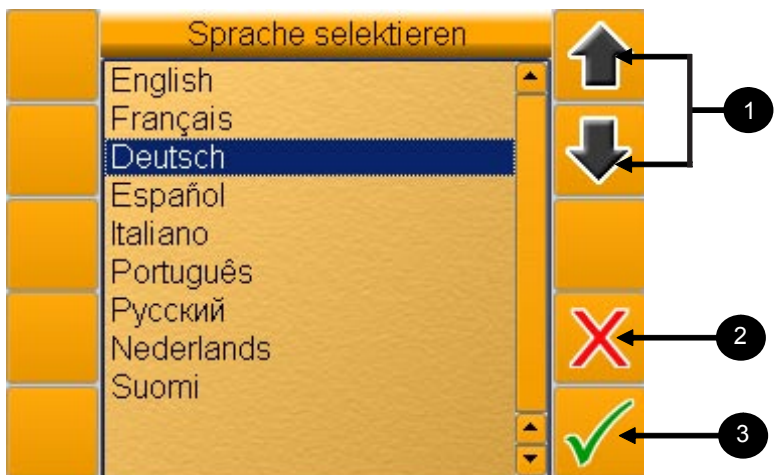 Sprache selektieren
English
Français
Deutsch
Español
Italiano
Português
Русский
Nederlands
Suomi
1
2
3